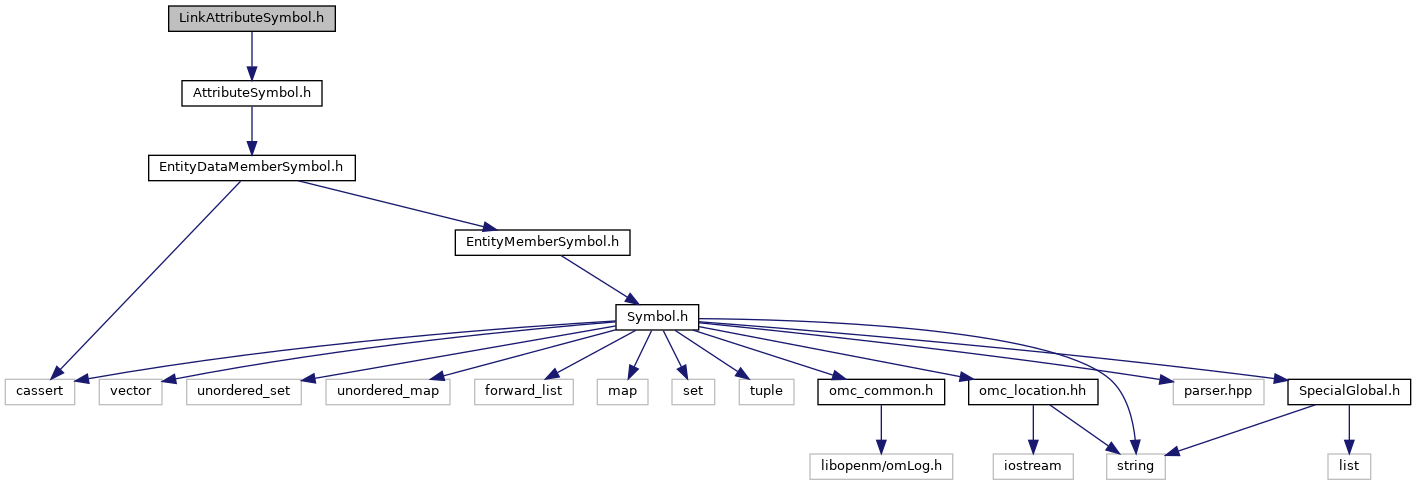 LinkAttributeSymbol.h
AttributeSymbol.h
EntityDataMemberSymbol.h
EntityMemberSymbol.h
Symbol.h
cassert
vector
unordered_set
unordered_map
forward_list
map
set
tuple
omc_common.h
omc_location.hh
parser.hpp
SpecialGlobal.h
libopenm/omLog.h
iostream
string
list